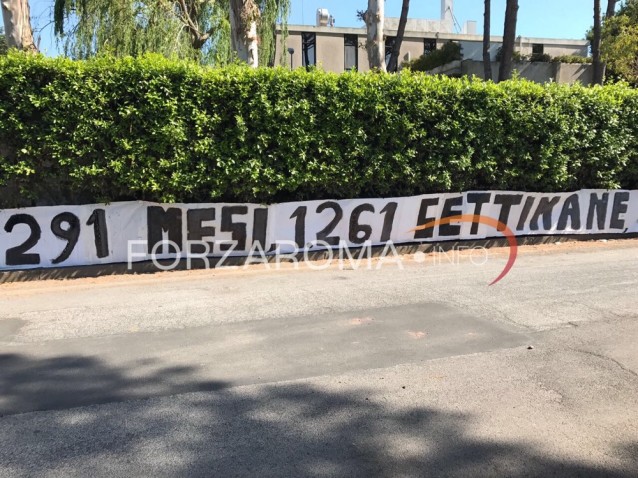 291 MESI 1261 SETTIMANE,
FORZAROMA.INFO